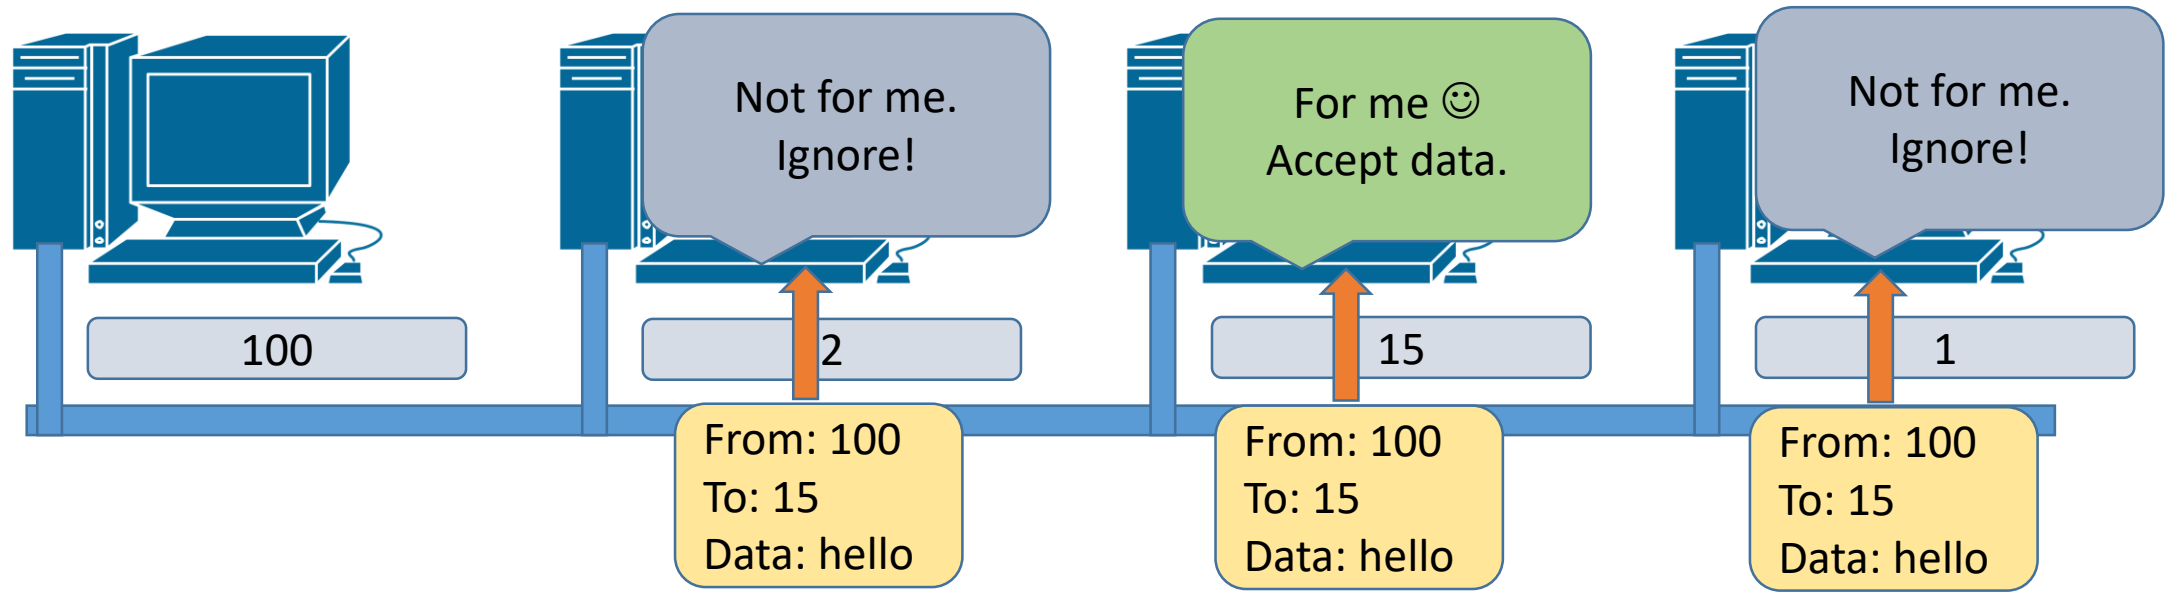 Not for me.
Ignore!
For me ☺
Accept data.
Not for me.
Ignore!
100
2
15
1
From: 100
To: 15
Data: hello
From: 100
To: 15
Data: hello
From: 100
To: 15
Data: hello